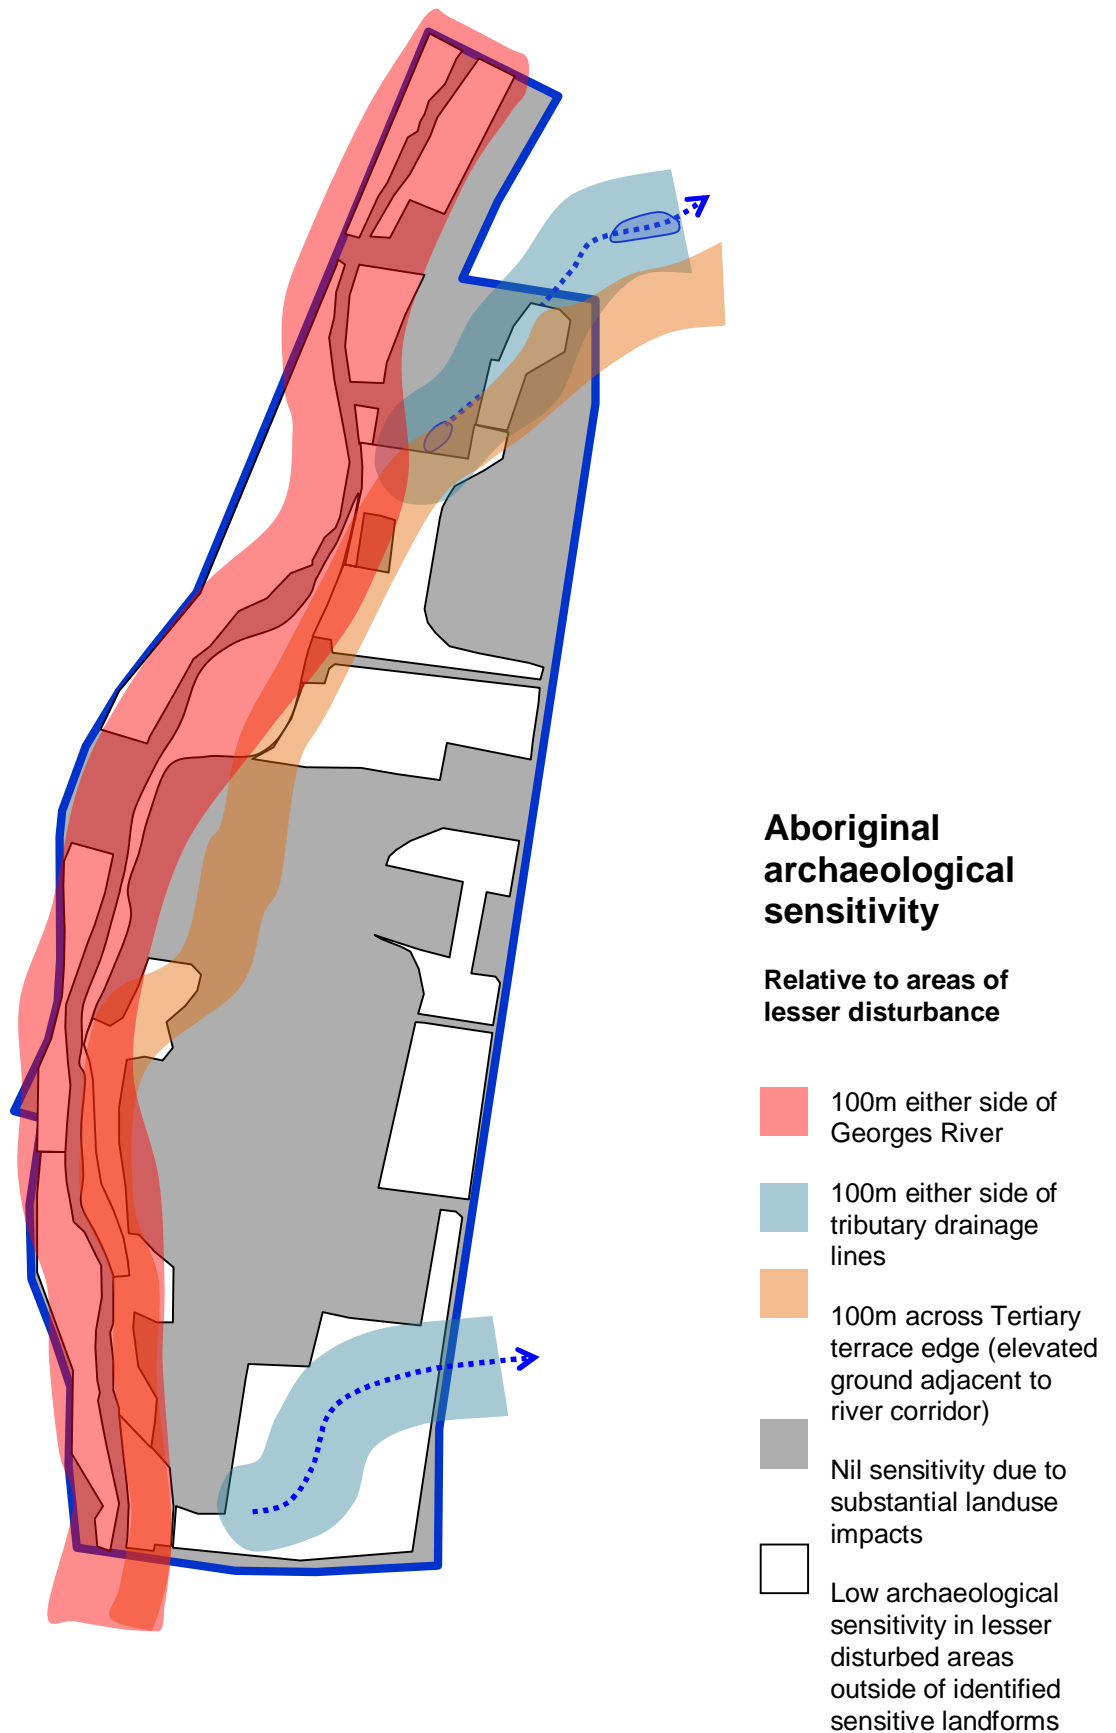 Aboriginal
archaeological
sensitivity
Relative to areas of
lesser disturbance
100m either side of
Georges River
100m either side of
tributary drainage
lines
100m across Tertiary
terrace edge (elevated
ground adjacent to
river corridor)
Nil sensitivity due to
substantial landuse
impacts
Low archaeological
sensitivity in lesser
disturbed areas
outside of identified
sensitive landforms